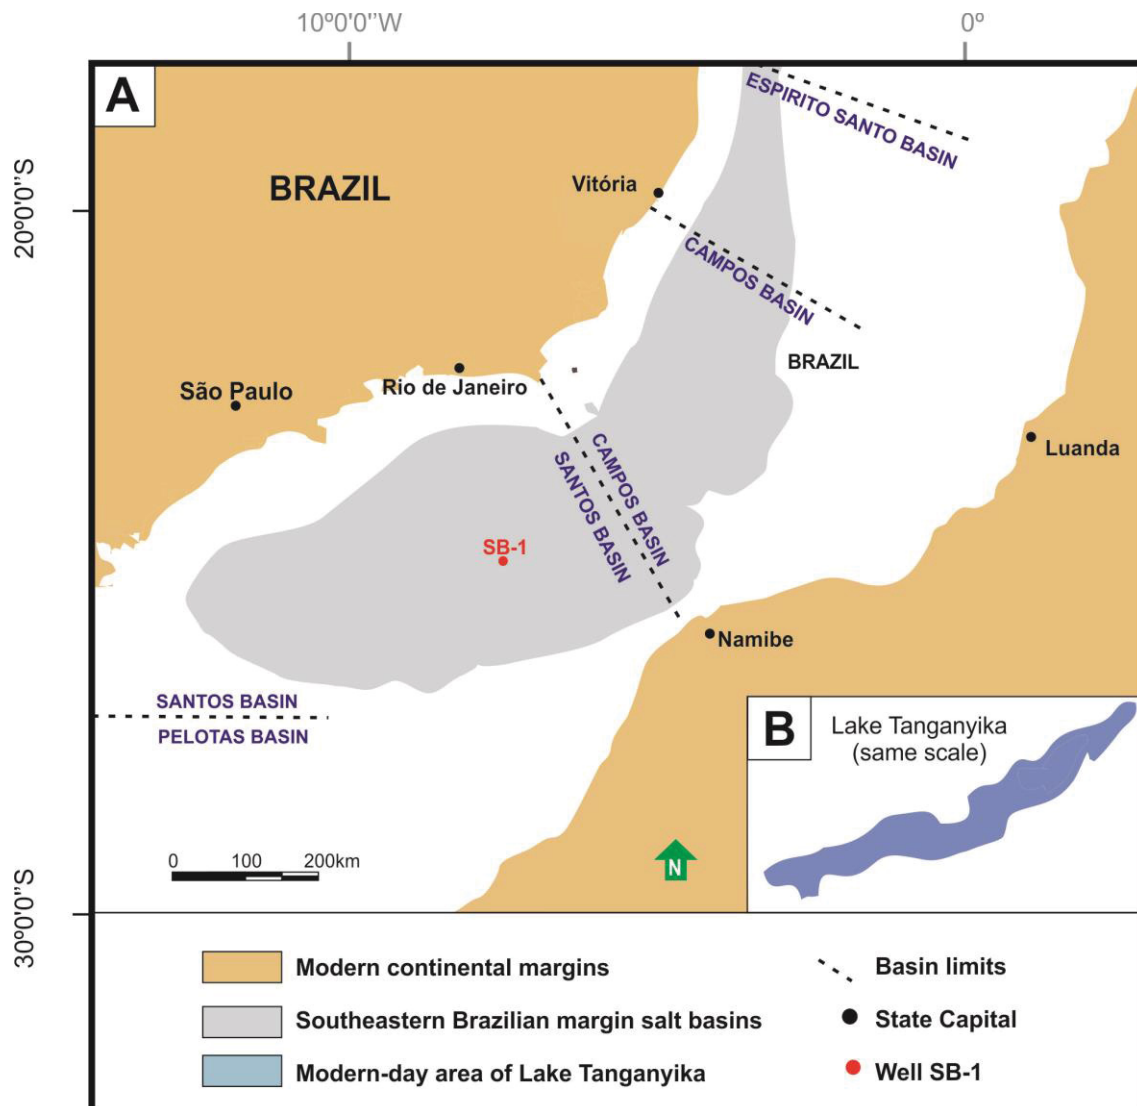 10º0'0''W
0º
A
ESPIRITO SANTO BASIN
20º0'0''S
BRAZIL
Vitória
CAMPOS BASIN
BRAZIL
São Paulo
Rio de Janeiro
CAMPOS BASIN
SANTOS BASIN
Luanda
SB-1
Namibe
SANTOS BASIN
PELOTAS BASIN
B
Lake Tanganyika
(same scale)
0 100 200km
N
30º0'0''S
Modern continental margins
Basin limits
Southeastern Brazilian margin salt basins
State Capital
Modern-day area of Lake Tanganyika
Well SB-1